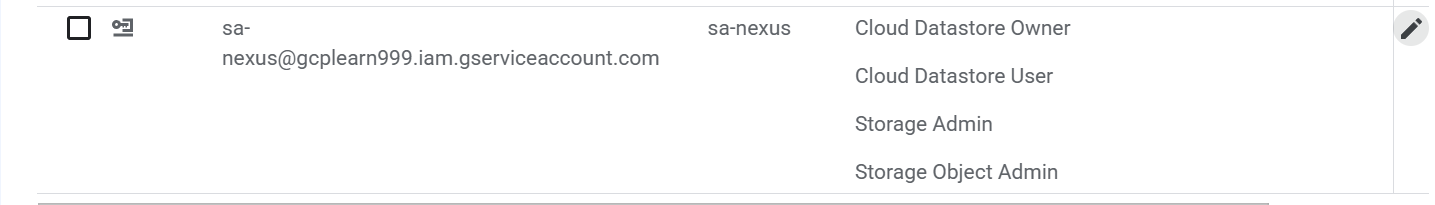 sa-
nexus@gcplearn999.iam.gserviceaccount.com
sa-nexus
Cloud Datastore Owner
Cloud Datastore User
Storage Admin
Storage Object Admin